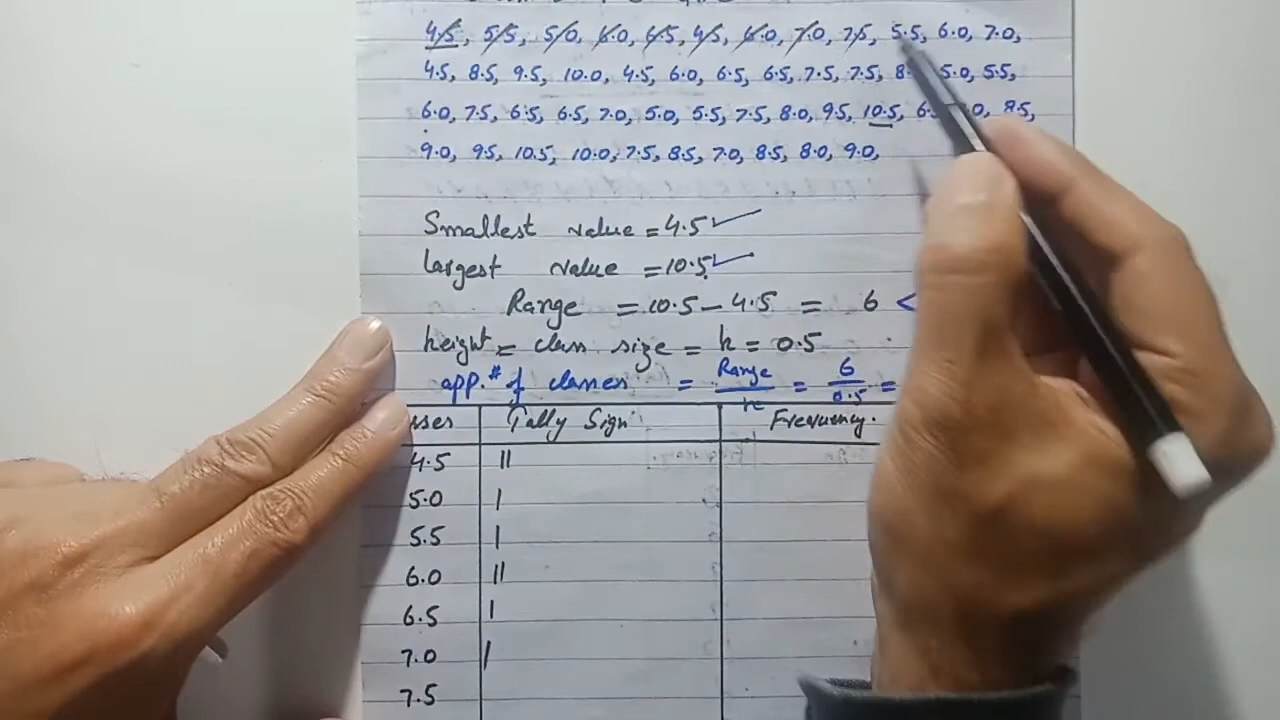 4.5, 5.5, 5.0, 6.0, 6.5, 4.5, 6.0, 7.0, 7.5, 5.5, 6.0, 7.0,
4.5, 8.5, 9.5, 10.0, 4.5, 6.0, 6.5, 6.5, 7.5, 7.5, 5.0, 5.5,
6.0, 7.5, 6.5, 6.5, 7.0, 5.0, 5.5, 7.5, 8.0, 9.5, 10.5, 8.5,
9.0, 9.5, 10.5, 10.0, 7.5, 8.5, 7.0, 8.5, 8.0, 9.0,
Smallest value = 4.5 ✓
largest value = 10.5 ✓
Range = 10.5 - 4.5 = 6 <
height = class size = h = 0.5
app. # of classes = Range/h = 6/0.5 =
Tally Sign Frequency.
4.5 ||
5.0 |
5.5 |
6.0 ||
6.5 |
7.0 |
7.5